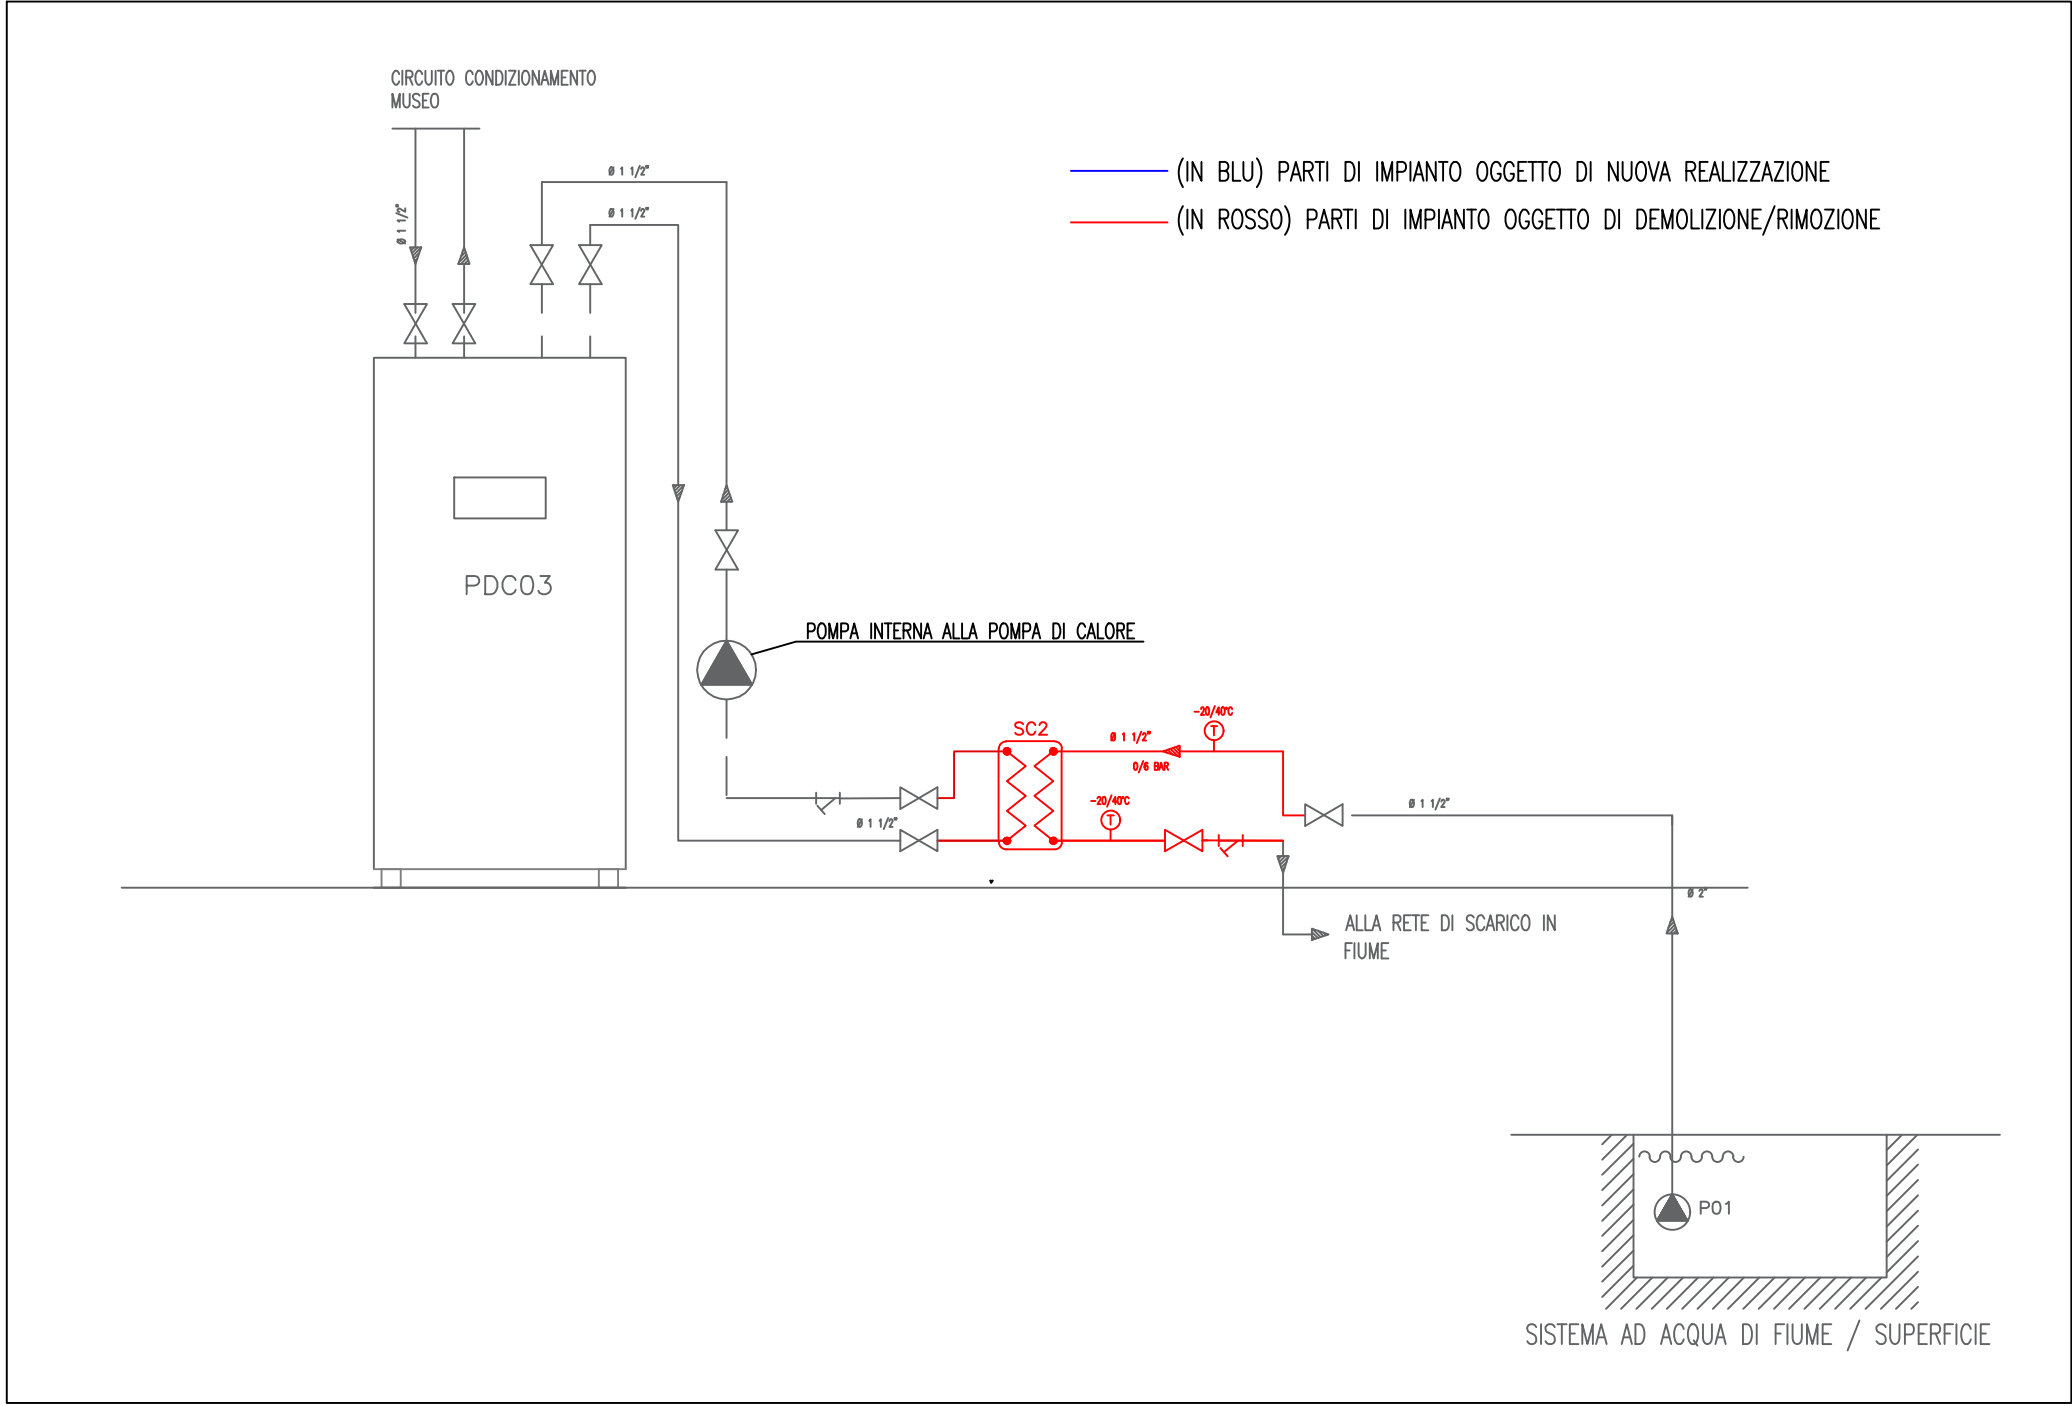 CIRCUITO CONDIZIONAMENTO
MUSEO
Ø 1 1/2"
Ø 1 1/2"
Ø 1 1/2"
(IN BLU) PARTI DI IMPIANTO OGGETTO DI NUOVA REALIZZAZIONE
(IN ROSSO) PARTI DI IMPIANTO OGGETTO DI DEMOLIZIONE/RIMOZIONE
PDC03
POMPA INTERNA ALLA POMPA DI CALORE
SC2
-20/40°C
T
Ø 1 1/2"
0/6 BAR
-20/40°C
T
Ø 1 1/2"
Ø 1 1/2"
Ø 2"
ALLA RETE DI SCARICO IN
FIUME
P01
SISTEMA AD ACQUA DI FIUME / SUPERFICIE